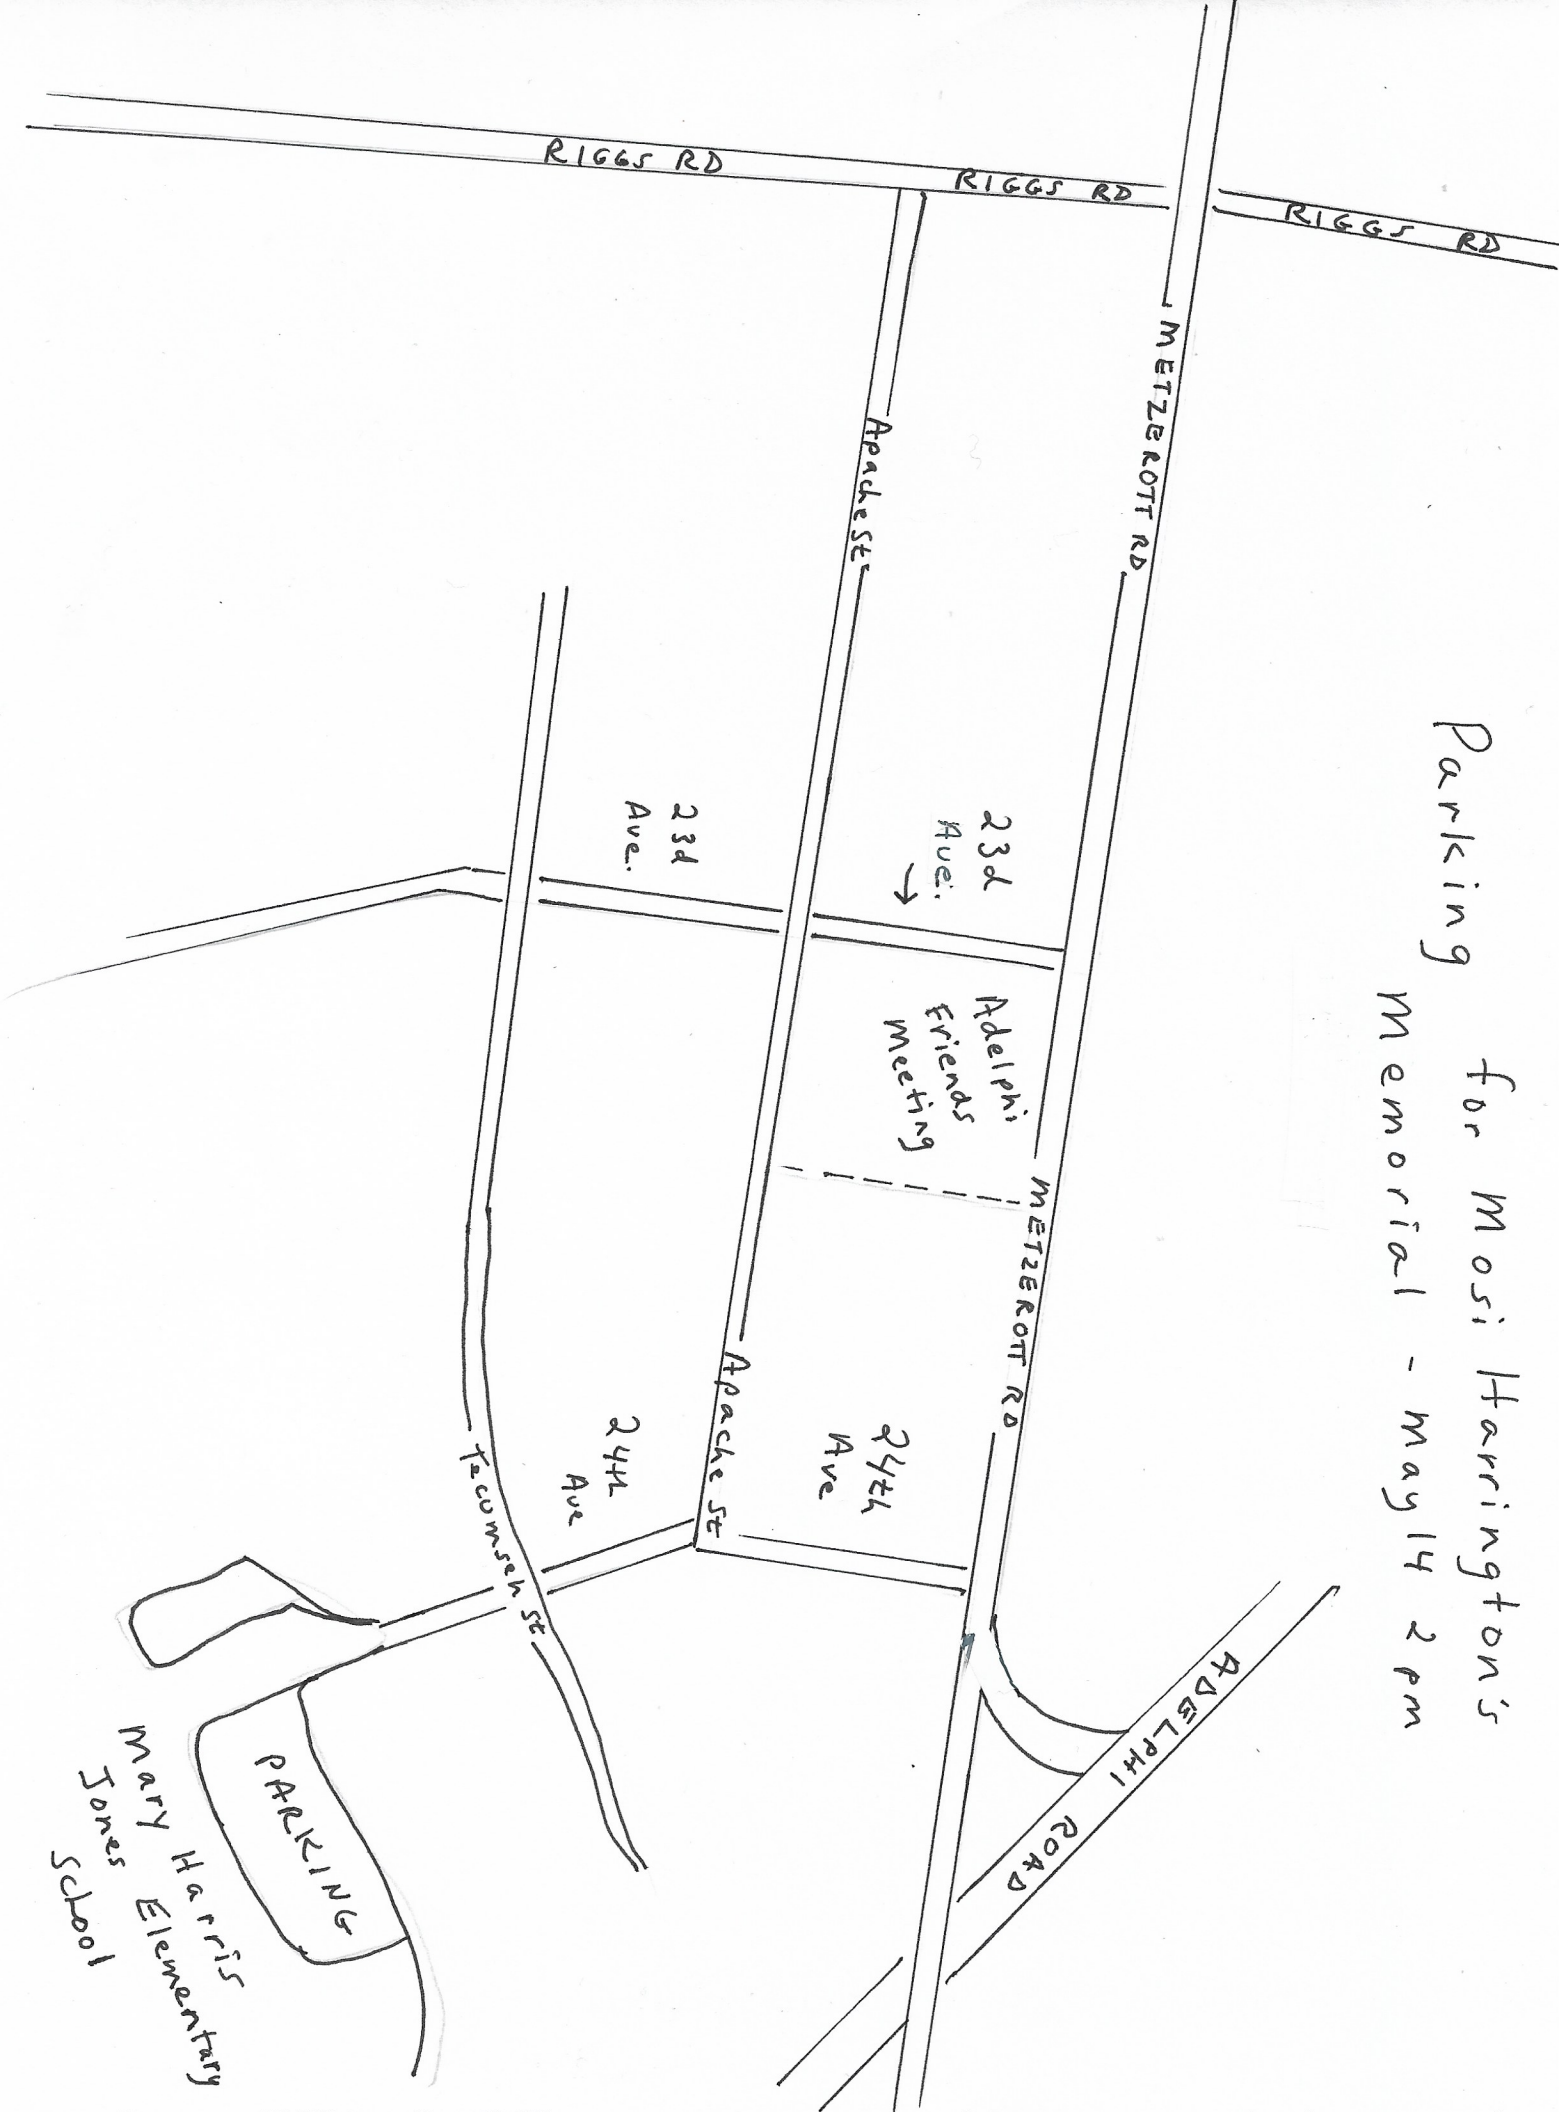 Parking for Mosi Harrington's
Memorial - May 14 2 pm
RIGGS RD
RIGGS RD
RIGGS RD
METZEROTT RD
METZEROTT RD
Apache St
Apache St
23d
Ave.
23d
Ave.
Adelphi
Friends
Meeting
24th
Ave
24th
Ave
Tecumseh St
ADELPHI ROAD
PARKING
Mary Harris
Jones Elementary
School